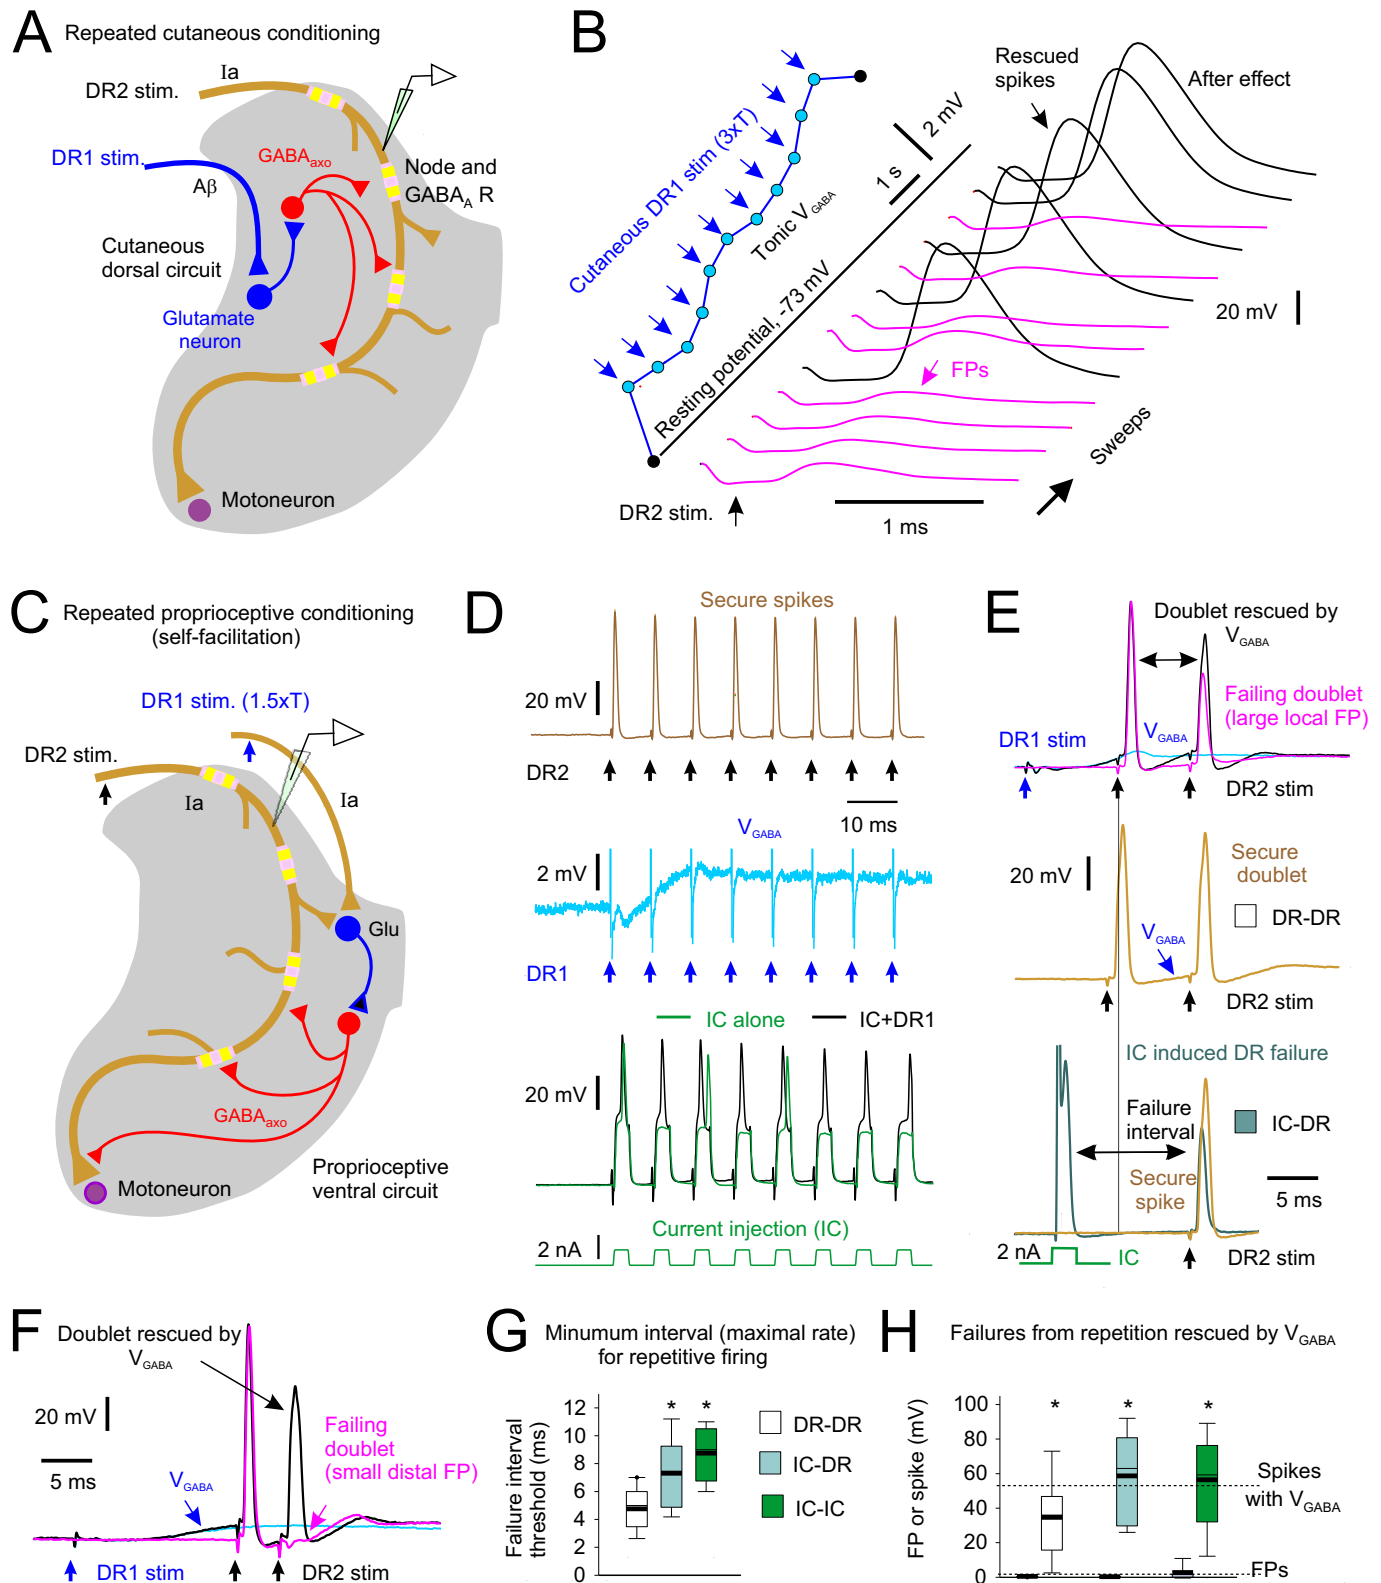 A
Repeated cutaneous conditioning
Ia
DR2 stim.
DR1 stim.
Aβ
GABAaxo
Node and
GABAA R
Cutaneous
dorsal circuit
Glutamate
neuron
Motoneuron
B
Cutaneous DR1 stim (3xT)
Tonic VGABA
Resting potential, -73 mV
1 s
2 mV
Rescued
spikes
After effect
20 mV
FPs
Sweeps
DR2 stim.
1 ms
C
Repeated proprioceptive conditioning
(self-facilitation)
DR1 stim. (1.5xT)
DR2 stim.
Ia
Ia
Glu
GABAaxo
Proprioceptive
ventral circuit
Motoneuron
D
Secure spikes
20 mV
DR2
10 ms
VGABA
2 mV
DR1
IC alone
IC+DR1
20 mV
Current injection (IC)
2 nA
E
Doublet rescued by
VGABA
Failing doublet
(large local FP)
DR1 stim
VGABA
DR2 stim
20 mV
Secure
doublet
DR-DR
VGABA
DR2 stim
IC induced DR failure
Failure
interval
IC-DR
Secure
spike
5 ms
2 nA
IC
DR2 stim
F
Doublet rescued by
VGABA
20 mV
5 ms
Failing
doublet
(small distal FP)
VGABA
DR1 stim
DR2 stim
G
Minumum interval (maximal rate)
for repetitive firing
Failure interval
threshold (ms)
12
10
8
6
4
2
0
* *
DR-DR
IC-DR
IC-IC
H
Failures from repetition rescued by VGABA
FP or spike (mV)
100
80
60
40
20
0
* * *
Spikes
with VGABA
FPs